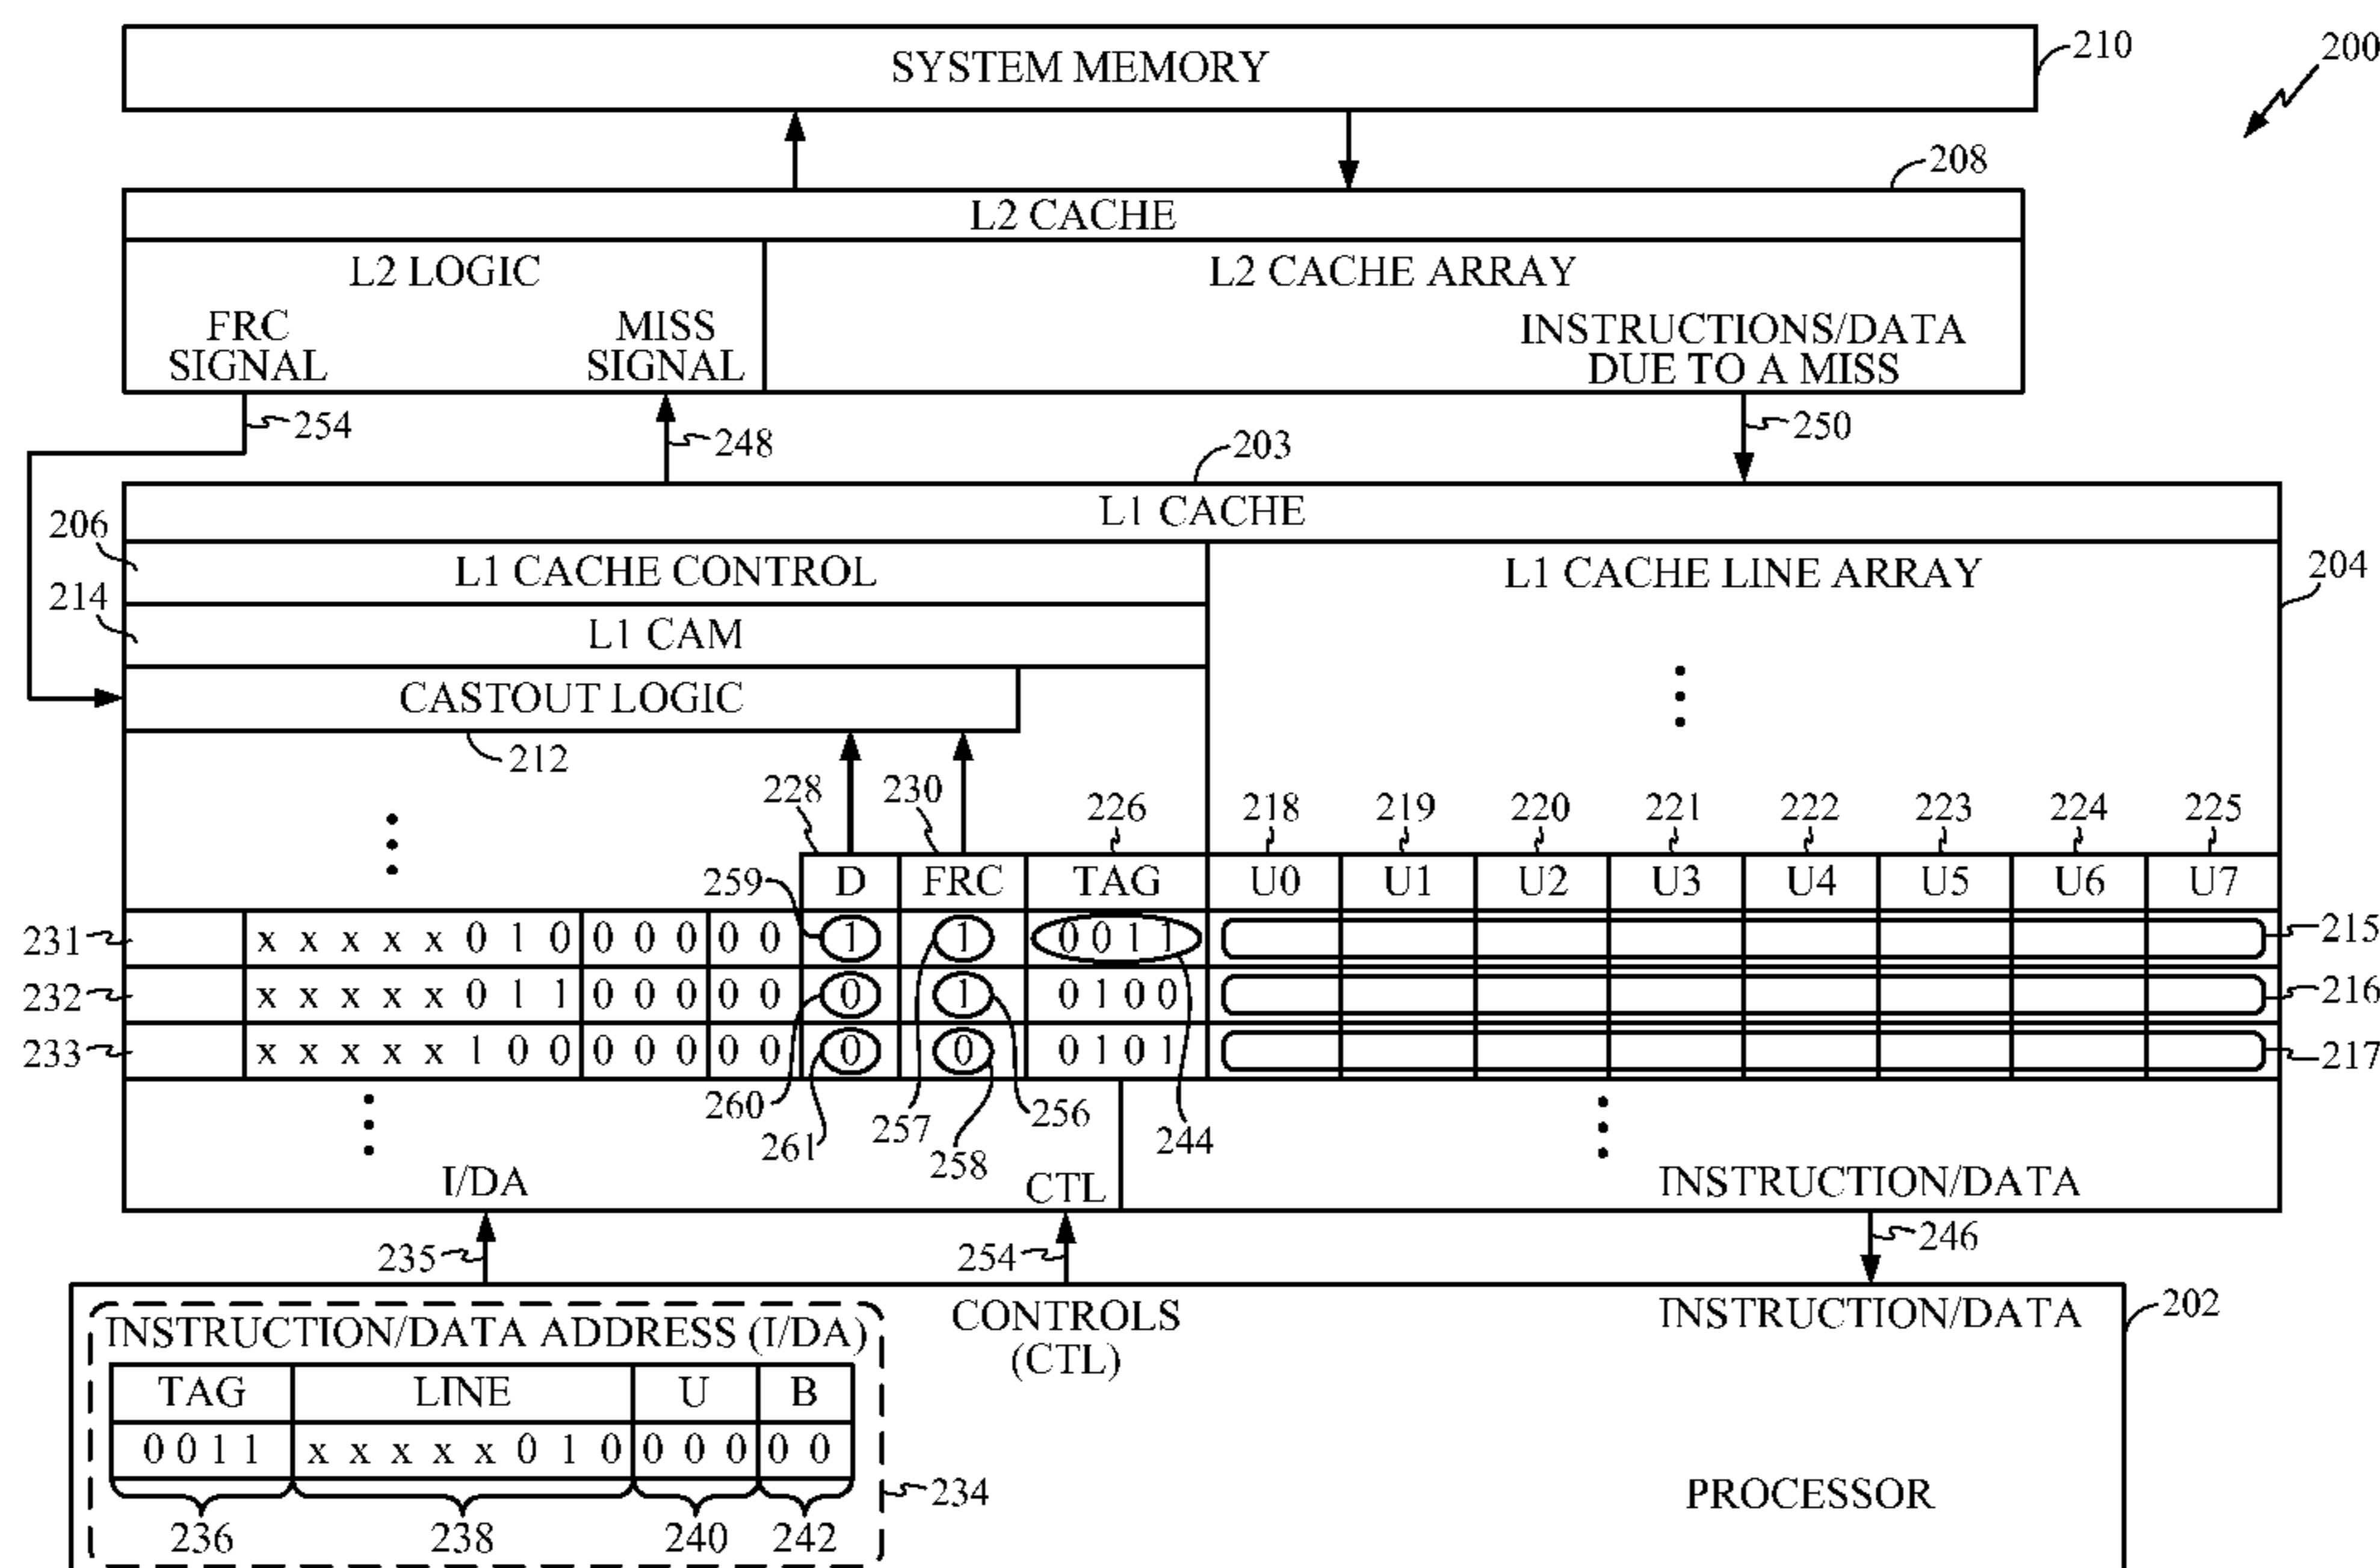 SYSTEM MEMORY
210
200
208
L2 CACHE
L2 LOGIC
L2 CACHE ARRAY
FRC SIGNAL
MISS SIGNAL
INSTRUCTIONS/DATA DUE TO A MISS
254
248
250
203
L1 CACHE
206
L1 CACHE CONTROL
L1 CACHE LINE ARRAY
204
214
L1 CAM
CASTOUT LOGIC
212
228 230 226 218 219 220 221 222 223 224 225
259 D FRC TAG U0 U1 U2 U3 U4 U5 U6 U7
231 x x x x x 0 1 0 0 0 0 0 0 1 1 0 0 1 1 215
232 x x x x x 0 1 1 0 0 0 0 0 0 1 0 1 0 0 216
233 x x x x x 1 0 0 0 0 0 0 0 0 0 0 1 0 1 217
260 261 257 258 256 244
I/DA
CTL
INSTRUCTION/DATA
235
254
246
INSTRUCTION/DATA ADDRESS (I/DA)
CONTROLS (CTL)
INSTRUCTION/DATA
202
TAG LINE U B
0 0 1 1 x x x x x 0 1 0 0 0 0 0 0
234
236 238 240 242
PROCESSOR